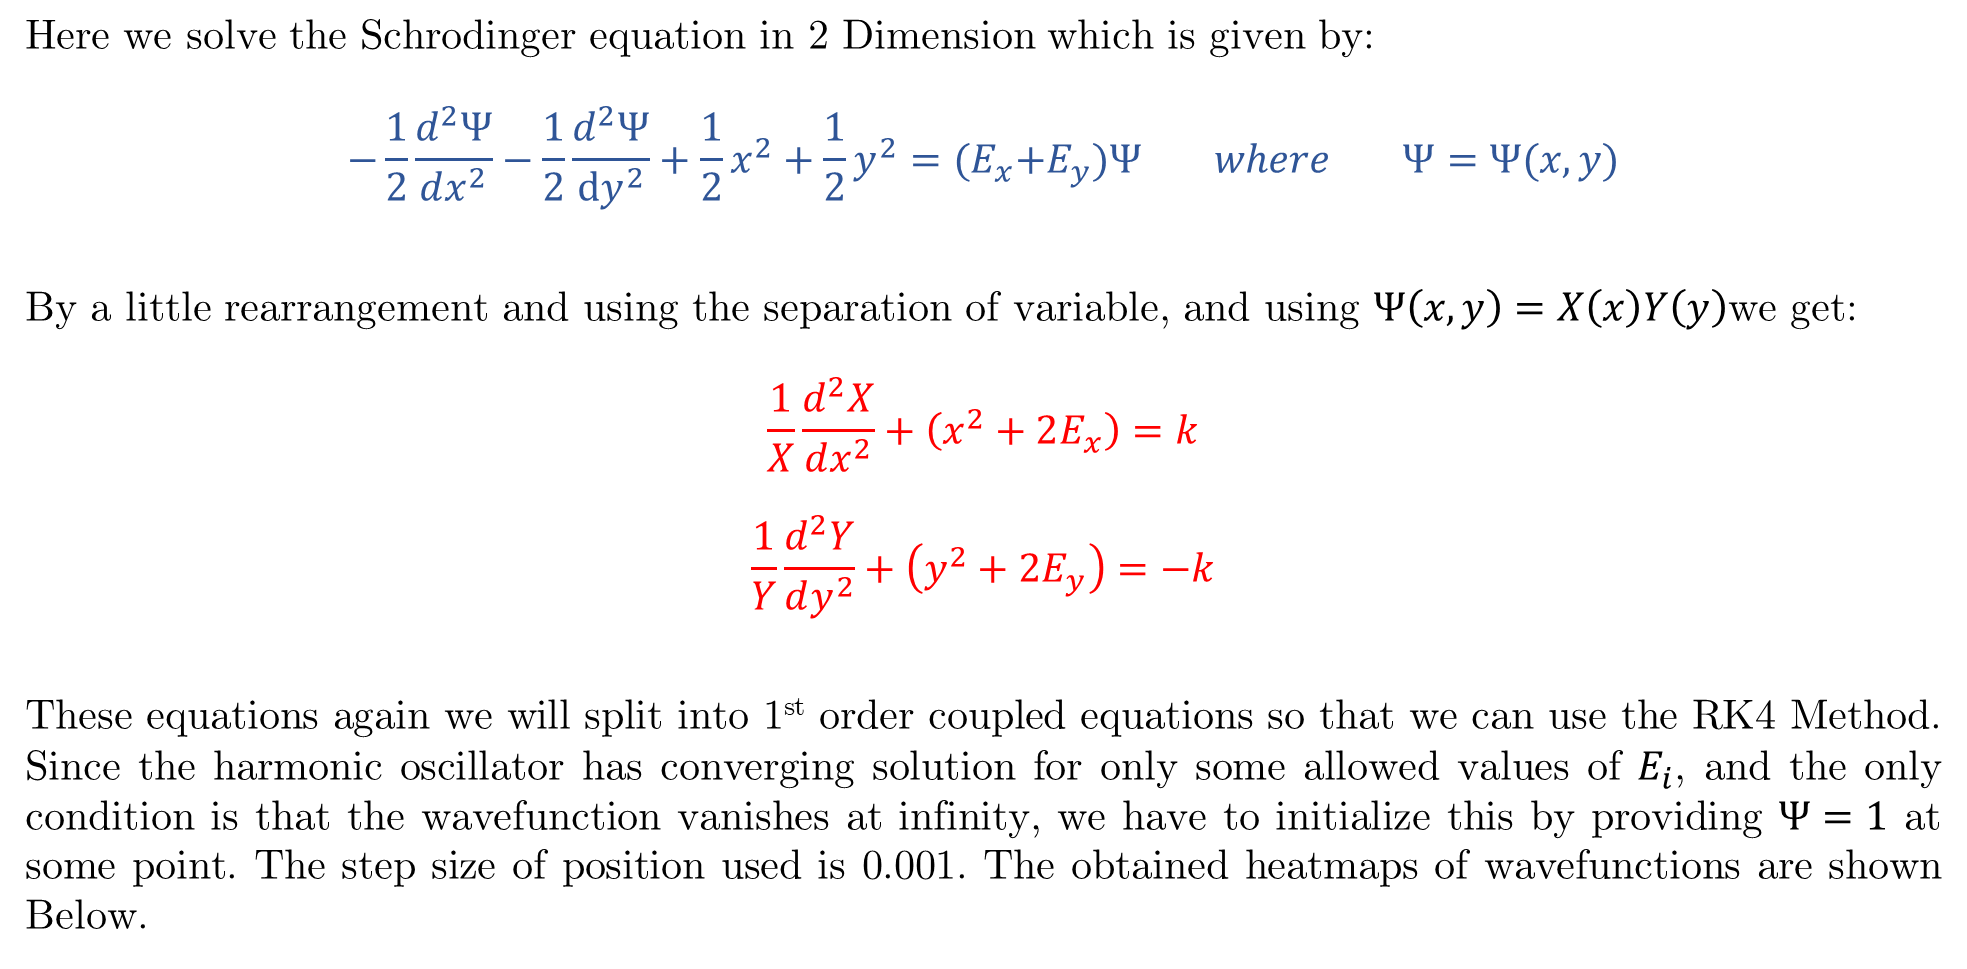 Here we solve the Schrodinger equation in 2 Dimension which is given by:
−1/2 d²Ψ/dx² − 1/2 d²Ψ/dy² + 1/2 x² + 1/2 y² = (Eₓ+E_y)Ψ where Ψ = Ψ(x, y)
By a little rearrangement and using the separation of variable, and using Ψ(x, y) = X(x)Y(y)we get:
1/X d²X/dx² + (x² + 2Eₓ) = k
1/Y d²Y/dy² + (y² + 2E_y) = −k
These equations again we will split into 1st order coupled equations so that we can use the RK4 Method.
Since the harmonic oscillator has converging solution for only some allowed values of Eᵢ, and the only
condition is that the wavefunction vanishes at infinity, we have to initialize this by providing Ψ = 1 at
some point. The step size of position used is 0.001. The obtained heatmaps of wavefunctions are shown
Below.